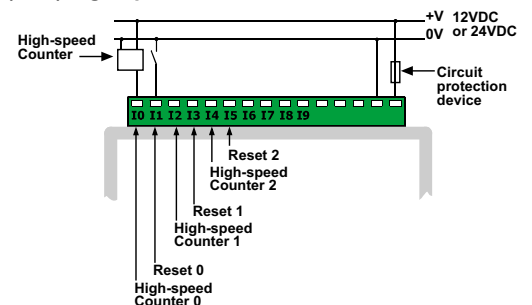 +V 12VDC
0V or 24VDC
High-speed
Counter
Circuit
protection
device
I0 I1 I2 I3 I4 I5 I6 I7 I8 I9
Reset 2
High-speed
Counter 2
Reset 1
High-speed
Counter 1
Reset 0
High-speed
Counter 0